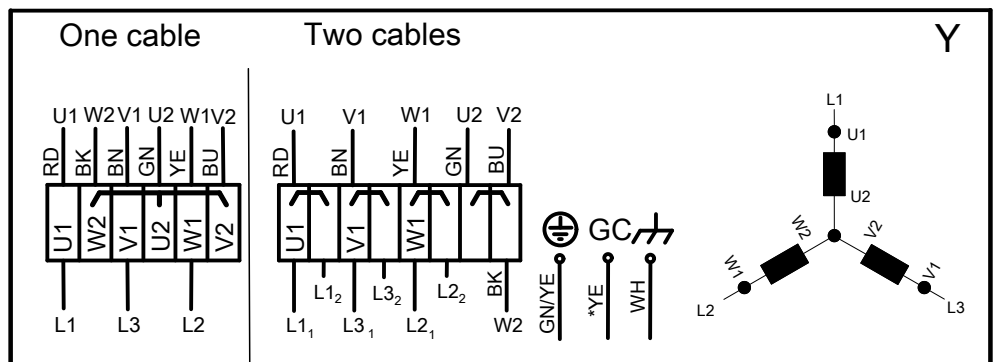 One cable
Two cables
Y
U1 W2 V1 U2 W1 V2
RD BK BN GN YE BU
U1 W2 V1 U2 W1 V2
L1 L3 L2
U1 V1 W1 U2 V2
RD BN YE GN BU
U1 V1 W1 BK
L1₂ L3₂ L2₂
L1₁ L3₁ L2₁ W2
GC
GN/YE *YE WH
L1
U1
U2
W2 V2
W1 V1
L2 L3